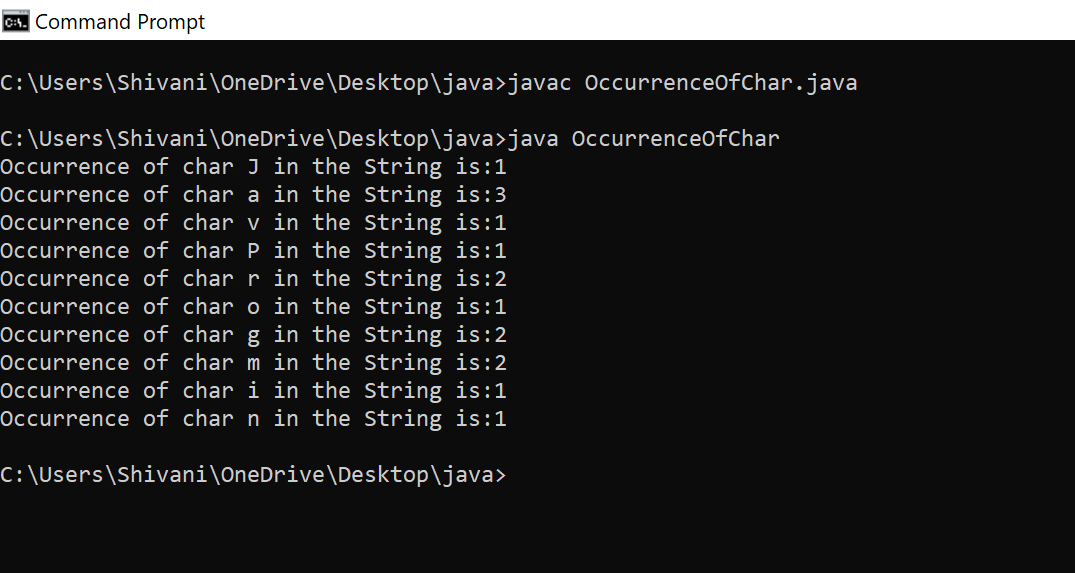 C:\. Command Prompt
C:\Users\Shivani\OneDrive\Desktop\java>javac OccurrenceOfChar.java
C:\Users\Shivani\OneDrive\Desktop\java>java OccurrenceOfChar
Occurrence of char J in the String is:1
Occurrence of char a in the String is:3
Occurrence of char v in the String is:1
Occurrence of char P in the String is:1
Occurrence of char r in the String is:2
Occurrence of char o in the String is:1
Occurrence of char g in the String is:2
Occurrence of char m in the String is:2
Occurrence of char i in the String is:1
Occurrence of char n in the String is:1
C:\Users\Shivani\OneDrive\Desktop\java>